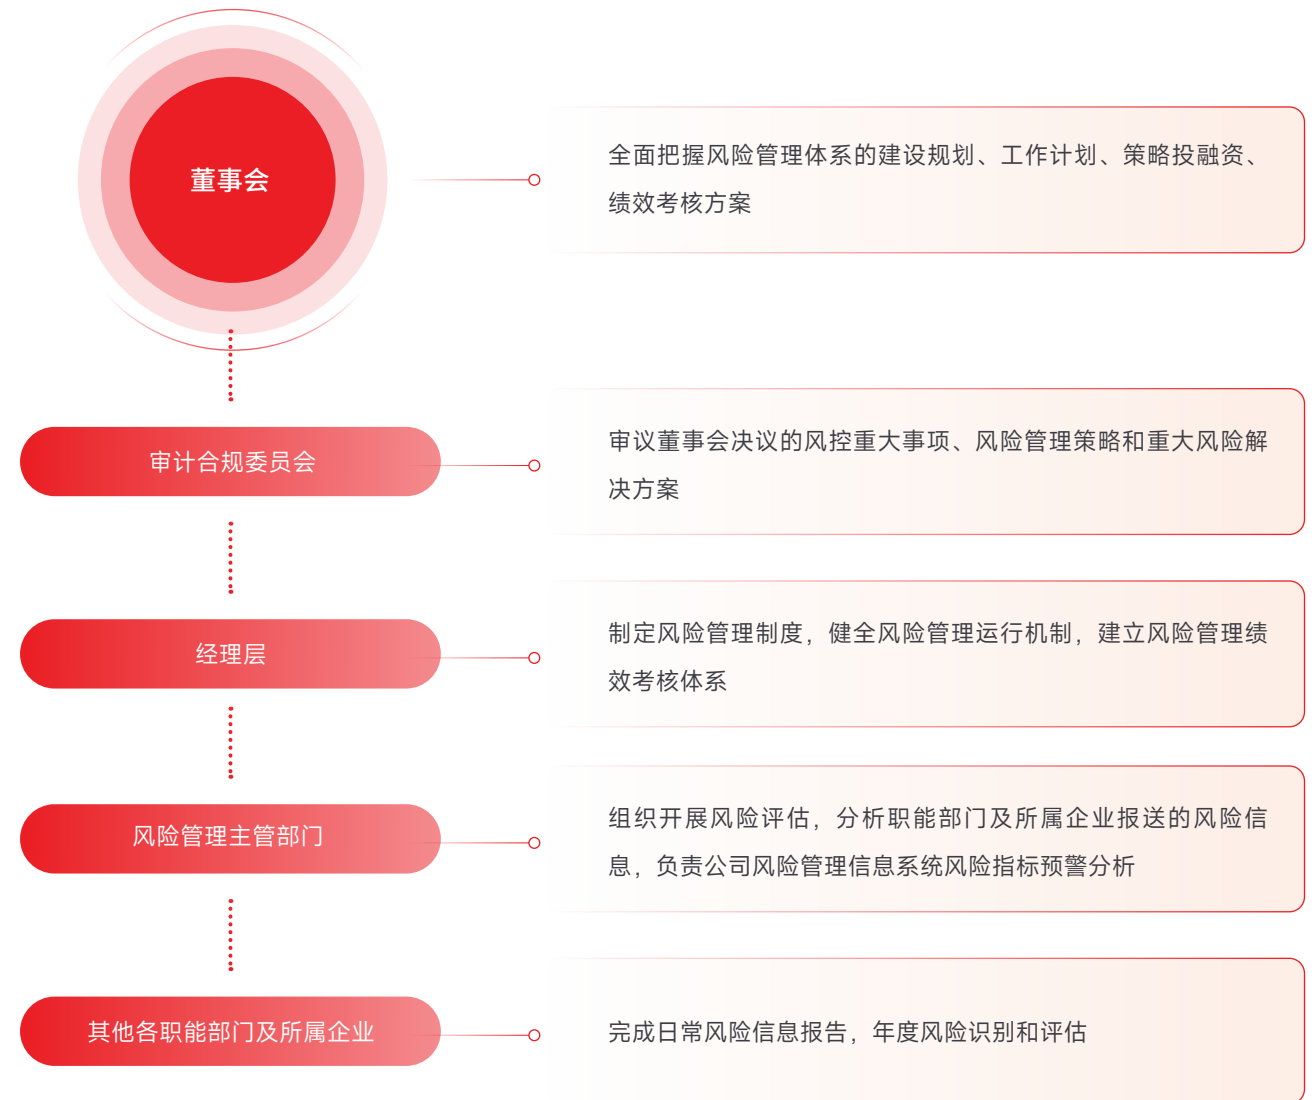 董事会
全面把握风险管理体系的建设规划、工作计划、策略投融资、
绩效考核方案
审计合规委员会
审议董事会决议的风控重大事项、风险管理策略和重大风险解
决方案
经理层
制定风险管理制度，健全风险管理运行机制，建立风险管理绩
效考核体系
风险管理主管部门
组织开展风险评估，分析职能部门及所属企业报送的风险信
息，负责公司风险管理信息系统风险指标预警分析
其他各职能部门及所属企业
完成日常风险信息报告，年度风险识别和评估